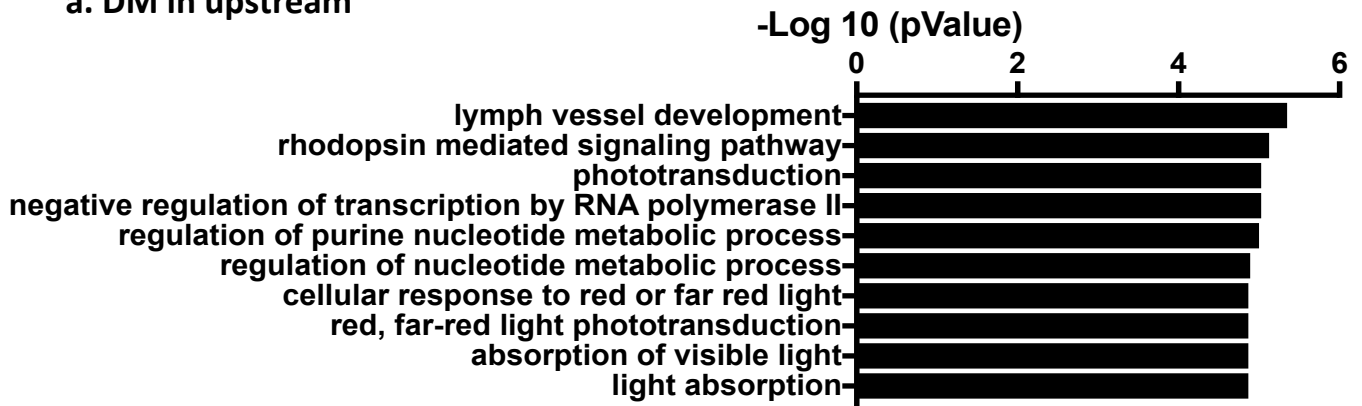 a. DM in upstream
-Log 10 (pValue)
0 2 4 6
lymph vessel development
rhodopsin mediated signaling pathway
phototransduction
negative regulation of transcription by RNA polymerase II
regulation of purine nucleotide metabolic process
regulation of nucleotide metabolic process
cellular response to red or far red light
red, far-red light phototransduction
absorption of visible light
light absorption